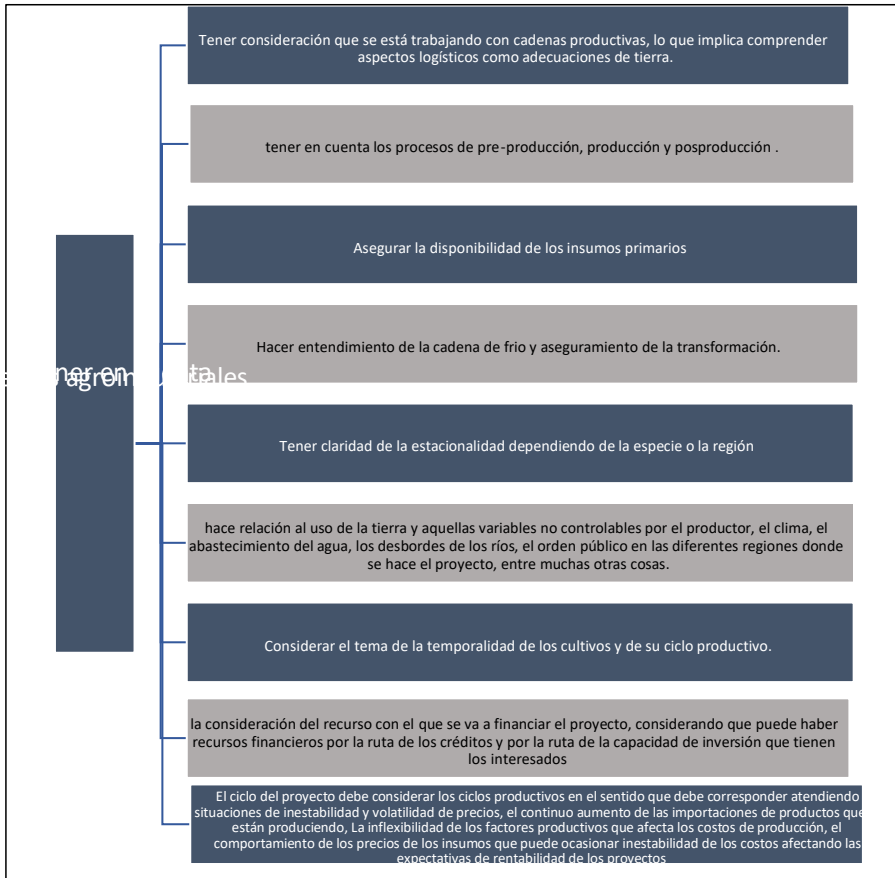 Tener consideración que se está trabajando con cadenas productivas, lo que implica comprender
aspectos logísticos como adecuaciones de tierra.
tener en cuenta los procesos de pre-producción, producción y posproducción .
Asegurar la disponibilidad de los insumos primarios
Hacer entendimiento de la cadena de frio y aseguramiento de la transformación.
Tener claridad de la estacionalidad dependiendo de la especie o la región
hace relación al uso de la tierra y aquellas variables no controlables por el productor, el clima, el
abastecimiento del agua, los desbordes de los ríos, el orden público en las diferentes regiones donde
se hace el proyecto, entre muchas otras cosas.
Considerar el tema de la temporalidad de los cultivos y de su ciclo productivo.
la consideración del recurso con el que se va a financiar el proyecto, considerando que puede haber
recursos financieros por la ruta de los créditos y por la ruta de la capacidad de inversión que tienen
los interesados
El ciclo del proyecto debe considerar los ciclos productivos en el sentido que debe corresponder atendiendo
situaciones de inestabilidad y volatilidad de precios, el continuo aumento de las importaciones de productos que
están produciendo, La inflexibilidad de los factores productivos que afecta los costos de producción, el
comportamiento de los precios de los insumos que puede ocasionar inestabilidad de los costos afectando las
expectativas de rentabilidad de los proyectos